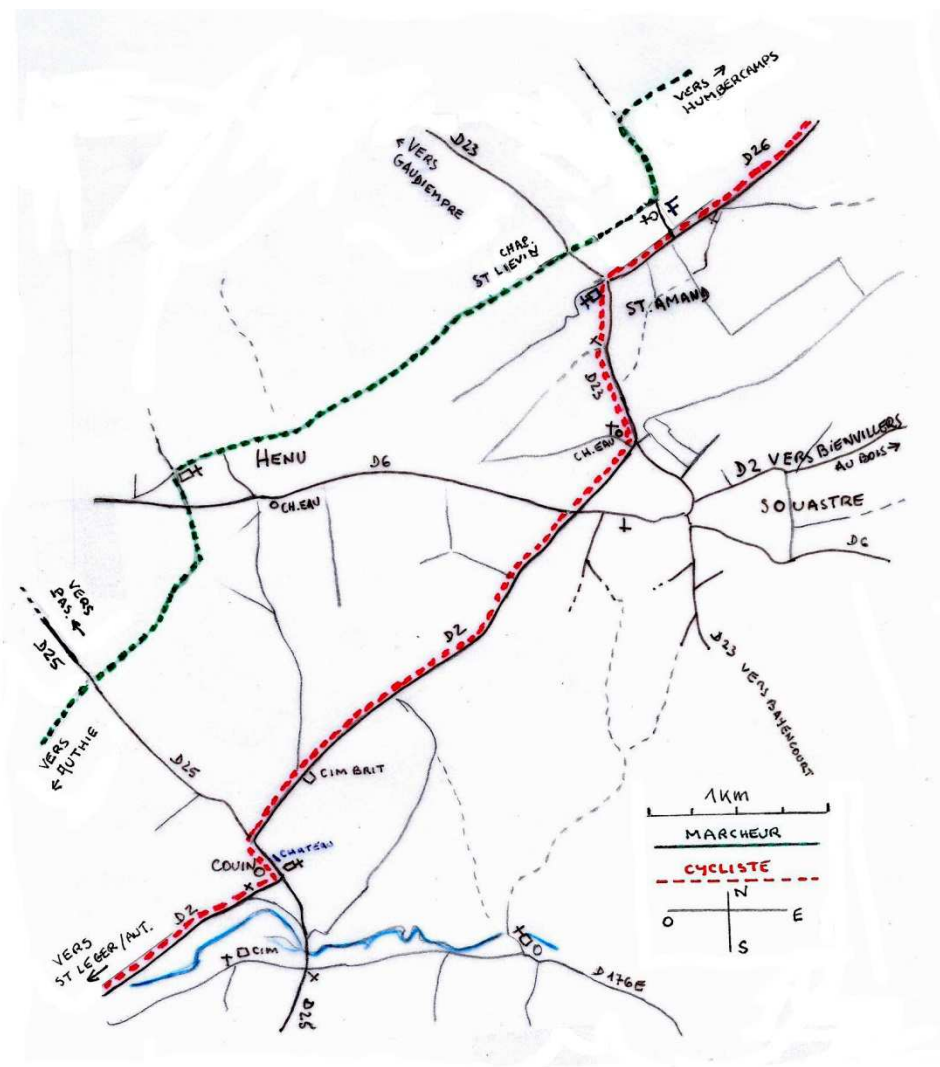 VERS →
HUMBERCAMPS
D26
D23
← VERS
GAUDIEMPRE
CHAP.
ST LIEVIN
ST. AMAND
D23
CH. EAU
D2 VERS BIENVILLERS
AU BOIS →
HENU
D6
CH. EAU
SOUASTRE
D6
VERS
PAS.
D25
D2
D23 VERS BAYENCOURT
VERS
← AUTHIE
D25
CIM BRIT
1KM
MARCHEUR
CYCLISTE
N
O
E
S
CHATEAU
COUIN
D2
VERS
ST LEGER/AUT.
←
CIM
D25
D176E